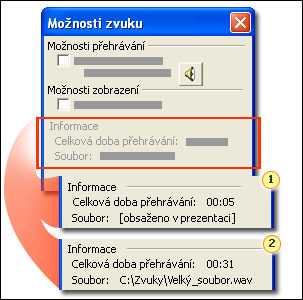 Možnosti zvuku
Možnosti přehrávání
Možnosti zobrazení
Informace
Celková doba přehrávání:
Soubor:
1
Informace
Celková doba přehrávání: 00:05
Soubor: [obsaženo v prezentaci]
2
Informace
Celková doba přehrávání: 00:31
Soubor: C:\Zvuky\Velký_soubor.wav